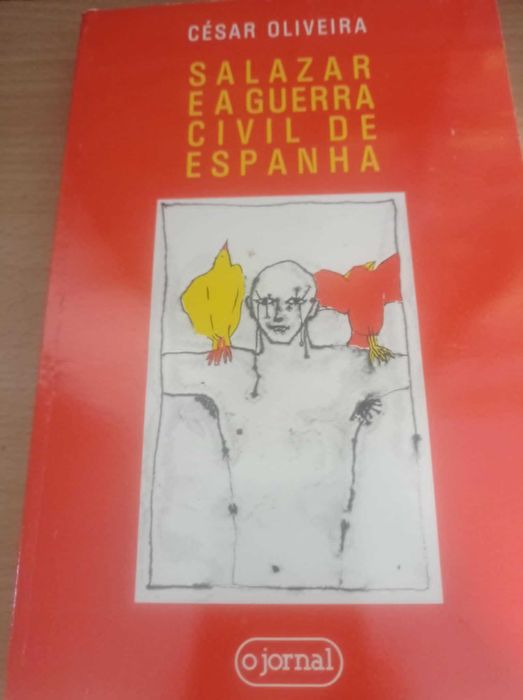 CÉSAR OLIVEIRA
SALAZAR
E A GUERRA
CIVIL DE
ESPANHA
o jornal